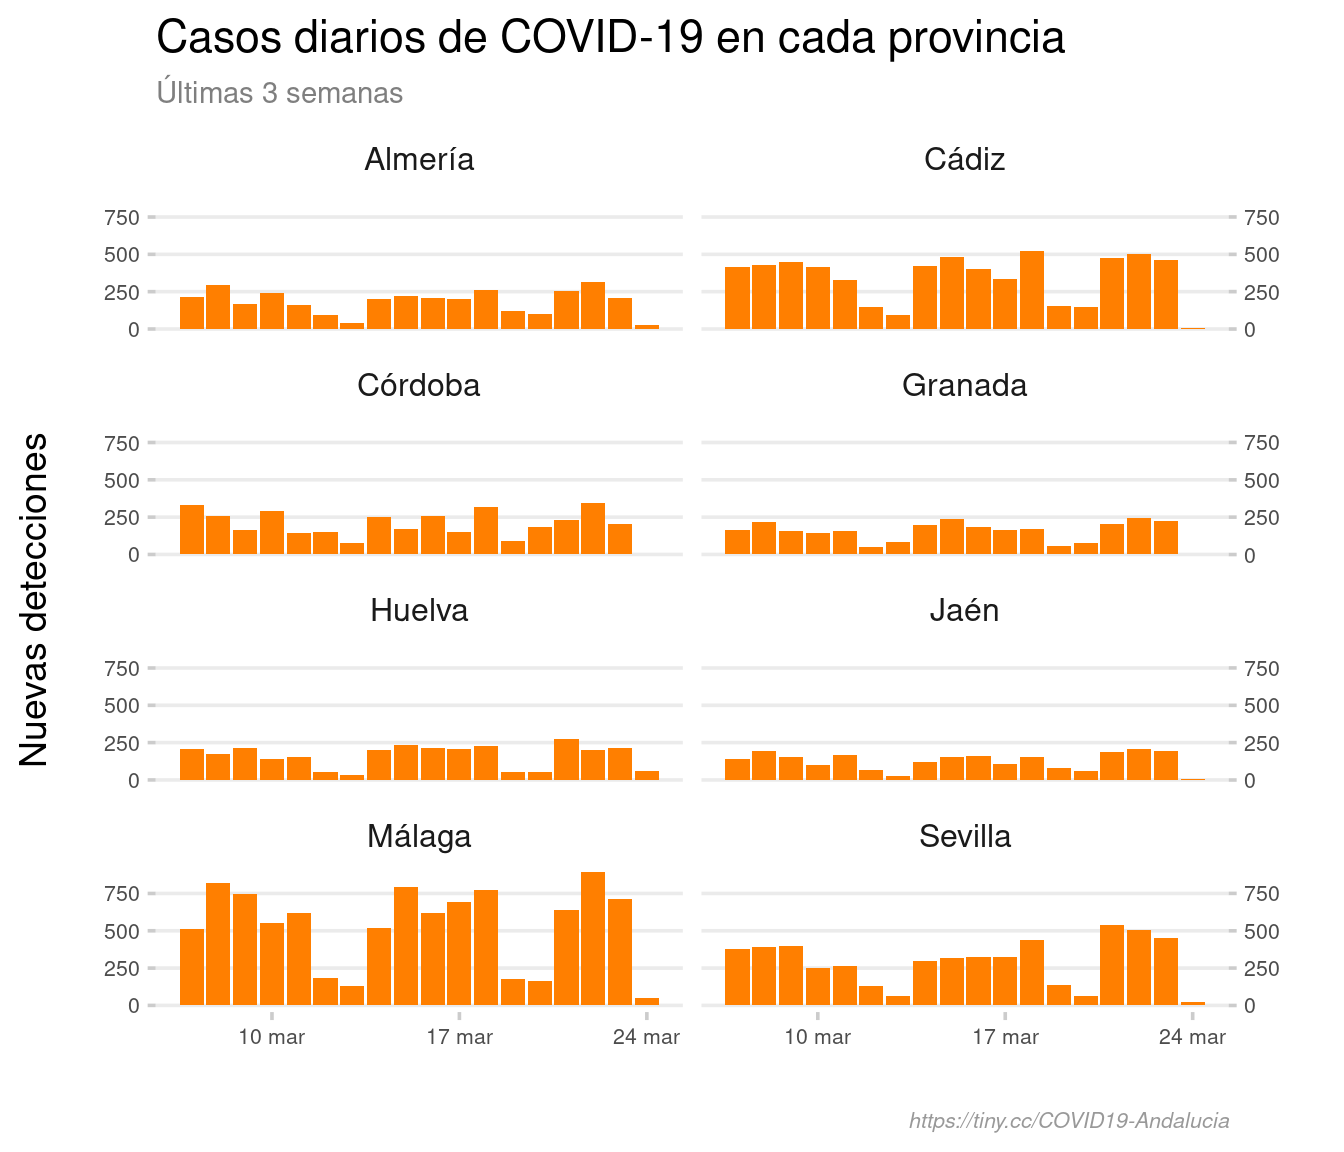 Casos diarios de COVID-19 en cada provincia
Últimas 3 semanas
Nuevas detecciones
Almería
Cádiz
750
500
250
0
750
500
250
0
Córdoba
Granada
750
500
250
0
750
500
250
0
Huelva
Jaén
750
500
250
0
750
500
250
0
Málaga
Sevilla
750
500
250
0
750
500
250
0
10 mar 17 mar 24 mar
10 mar 17 mar 24 mar
https://tiny.cc/COVID19-Andalucia